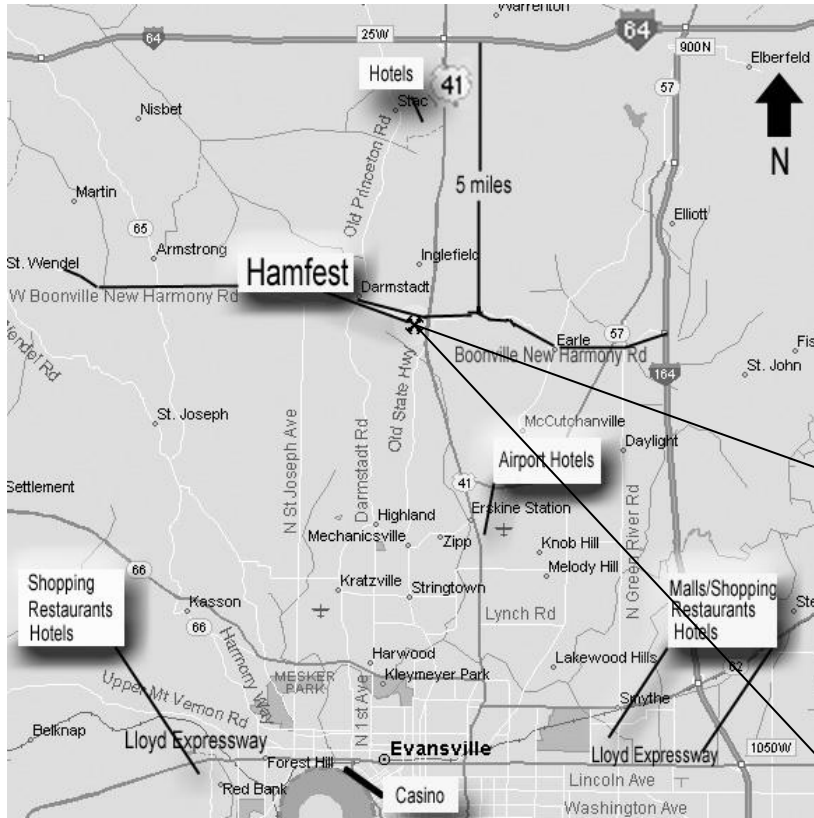 Warrenton
64
25W
64
900N
Elberfeld
Hotels
41
57
Stac
Nisbet
N
Old Princeton Rd
5 miles
Martin
65
Elliott
Armstrong
Inglefield
St. Wendel
Hamfest
Darmstadt
W Boonville New Harmony Rd
57
Earle
Boonville New Harmony Rd
Fis
Wendel Rd
164
St. John
Old State Hwy
St. Joseph
N St Joseph Ave
Darmstadt Rd
McCutchanville
Daylight
Airport Hotels
Settlement
41
N Green River Rd
Highland
Erskine Station
Mechanicsville
Zipp
Knob Hill
66
Shopping
Restaurants
Hotels
Kratzville
Stringtown
Melody Hill
Malls/Shopping
Restaurants
Hotels
Kasson
Lynch Rd
Ste
66
Harmony Way
Harwood
Lakewood Hills
62
MESKER
PARK
Kleymeyer Park
Upper Mt Vernon Rd
N 1st Ave
Smythe
Belknap
Lloyd Expressway
Evansville
Lloyd Expressway
1050W
Forest Hill
Red Bank
Casino
Lincoln Ave
Washington Ave